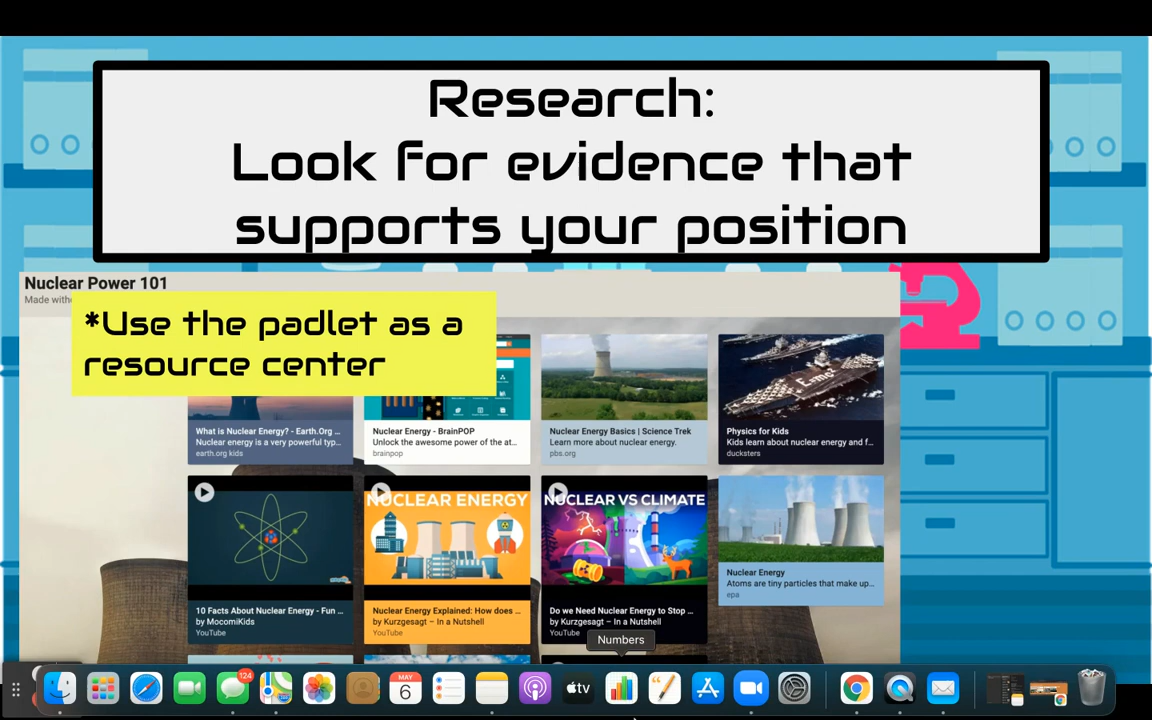 Research:
Look for evidence that
supports your position
Nuclear Power 101
Made with
*Use the padlet as a
resource center
What is Nuclear Energy? - Earth.Org ...
Nuclear energy is a very powerful typ...
earth.org kids
Nuclear Energy - BrainPOP
Unlock the awesome power of the at...
brainpop
Nuclear Energy Basics | Science Trek
Learn more about nuclear energy.
pbs.org
E=mc²
Physics for Kids
Kids learn about nuclear energy and f...
ducksters
10 Facts About Nuclear Energy - Fun ...
by MocomiKids
YouTube
NUCLEAR ENERGY
Nuclear Energy Explained: How does ...
by Kurzgesagt – In a Nutshell
YouTube
NUCLEAR VS CLIMATE
Do we Need Nuclear Energy to Stop ...
by Kurzgesagt – In a Nutshell
YouTube
Nuclear Energy
Atoms are tiny particles that make up...
epa
Numbers
124
MAY
6
tv